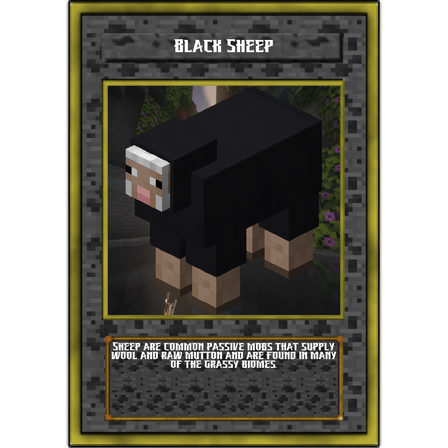 Black Sheep
Sheep are common passive mobs that supply
wool and raw mutton and are found in many
of the grassy biomes.